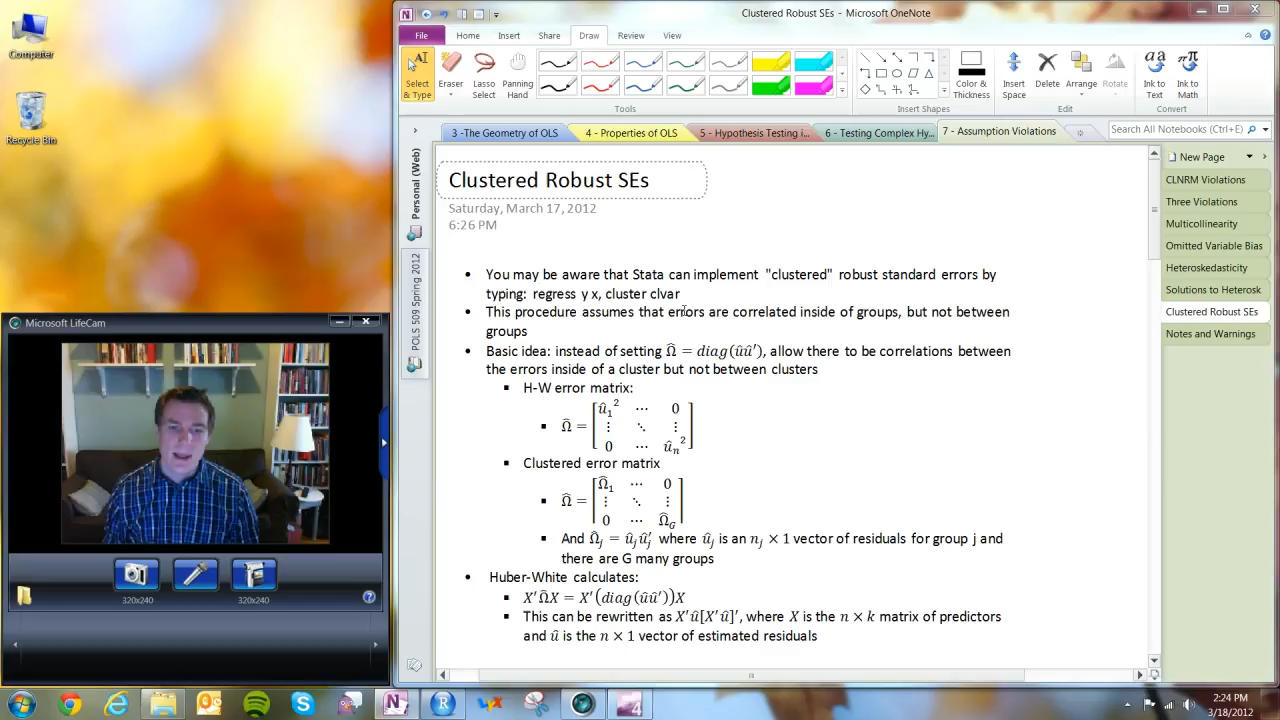 Computer
Recycle Bin
Clustered Robust SEs - Microsoft OneNote
File Home Insert Share Draw Review View
Select & Type
Eraser
Lasso Select
Panning Hand
Color & Thickness
Insert Space
Delete
Arrange
Rotate
Ink to Text
Ink to Math
Tools
Insert Shapes
Edit
Convert
3 -The Geometry of OLS
4 - Properties of OLS
5 - Hypothesis Testing i...
6 - Testing Complex Hy...
7 - Assumption Violations
Search All Notebooks (Ctrl+E)
Personal (Web)
POLS 509 Spring 2012
New Page
CLNRM Violations
Three Violations
Multicollinearity
Omitted Variable Bias
Heteroskedasticity
Solutions to Heterosk
Clustered Robust SEs
Notes and Warnings
Clustered Robust SEs
Saturday, March 17, 2012
6:26 PM
• You may be aware that Stata can implement "clustered" robust standard errors by
typing: regress y x, cluster clvar
• This procedure assumes that errors are correlated inside of groups, but not between
groups
• Basic idea: instead of setting Ω̂ = diag(ûû′), allow there to be correlations between
the errors inside of a cluster but not between clusters
▪ H-W error matrix:
▪ Ω̂ = [û₁² ⋯ 0
⋮ ⋱ ⋮
0 ⋯ ûₙ²]
▪ Clustered error matrix
▪ Ω̂ = [Ω̂₁ ⋯ 0
⋮ ⋱ ⋮
0 ⋯ Ω̂_G]
▪ And Ω̂ⱼ = ûⱼûⱼ′ where ûⱼ is an nⱼ × 1 vector of residuals for group j and
there are G many groups
• Huber-White calculates:
▪ X′Ω̂X = X′(diag(ûû′))X
▪ This can be rewritten as X′û[X′û]′, where X is the n × k matrix of predictors
and û is the n × 1 vector of estimated residuals
Microsoft LifeCam
320x240
320x240
2:24 PM
3/18/2012